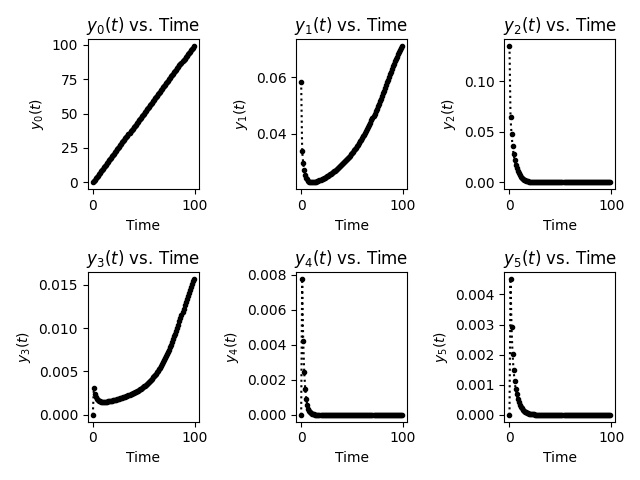 y₀(t) vs. Time
y₁(t) vs. Time
y₂(t) vs. Time
100
75
50
25
0
y₀(t)
0
100
Time
0.06
0.04
y₁(t)
0
100
Time
0.10
0.05
0.00
y₂(t)
0
100
Time
y₃(t) vs. Time
y₄(t) vs. Time
y₅(t) vs. Time
0.015
0.010
0.005
0.000
y₃(t)
0
100
Time
0.008
0.006
0.004
0.002
0.000
y₄(t)
0
100
Time
0.004
0.003
0.002
0.001
0.000
y₅(t)
0
100
Time